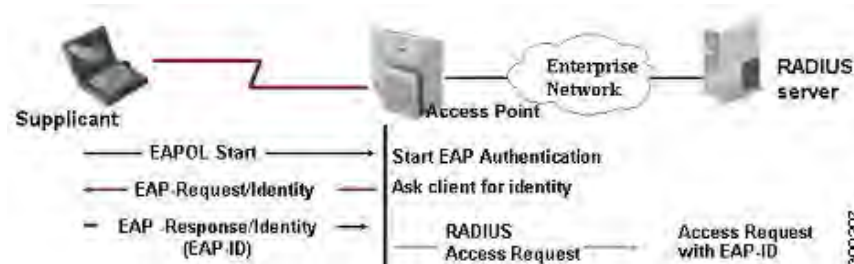 Enterprise
Network
RADIUS
server
Supplicant
Access Point
EAPOL Start
Start EAP Authentication
EAP-Request/Identity
Ask client for identity
EAP -Response/Identity
(EAP-ID)
RADIUS
Access Request
Access Request
with EAP-ID